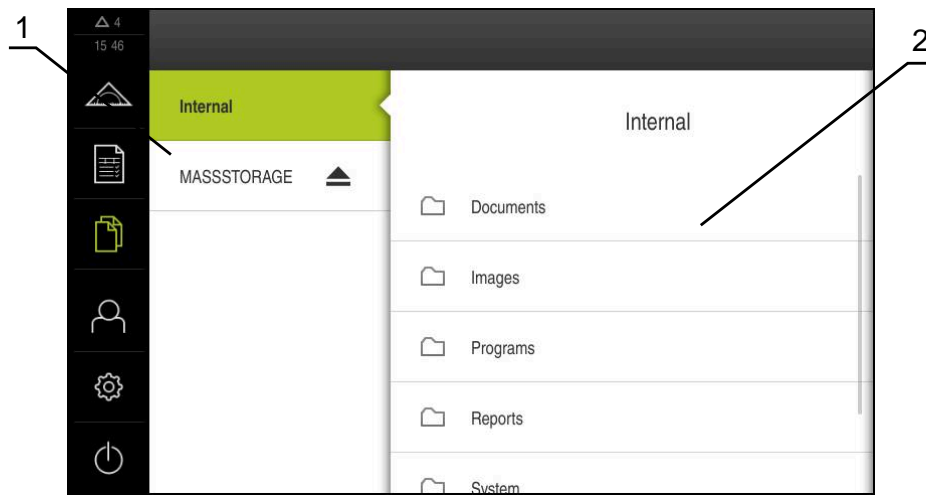 1
4
15 46
2
Internal
Internal
MASSSTORAGE
Documents
Images
Programs
Reports
System